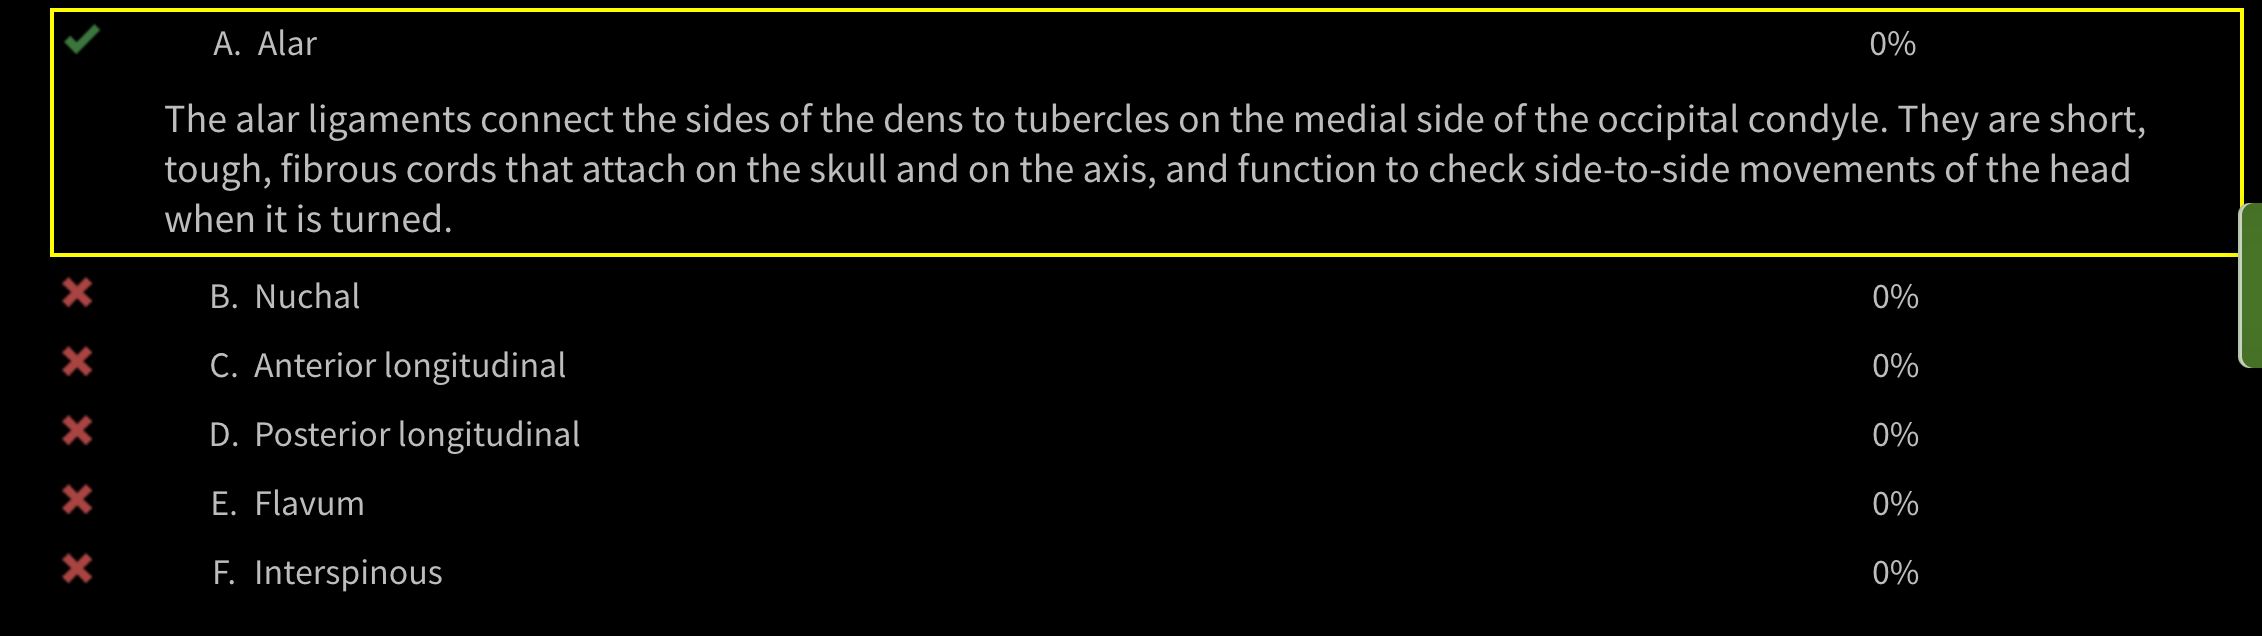 A. Alar 0%
The alar ligaments connect the sides of the dens to tubercles on the medial side of the occipital condyle. They are short,
tough, fibrous cords that attach on the skull and on the axis, and function to check side-to-side movements of the head
when it is turned.
B. Nuchal 0%
C. Anterior longitudinal 0%
D. Posterior longitudinal 0%
E. Flavum 0%
F. Interspinous 0%